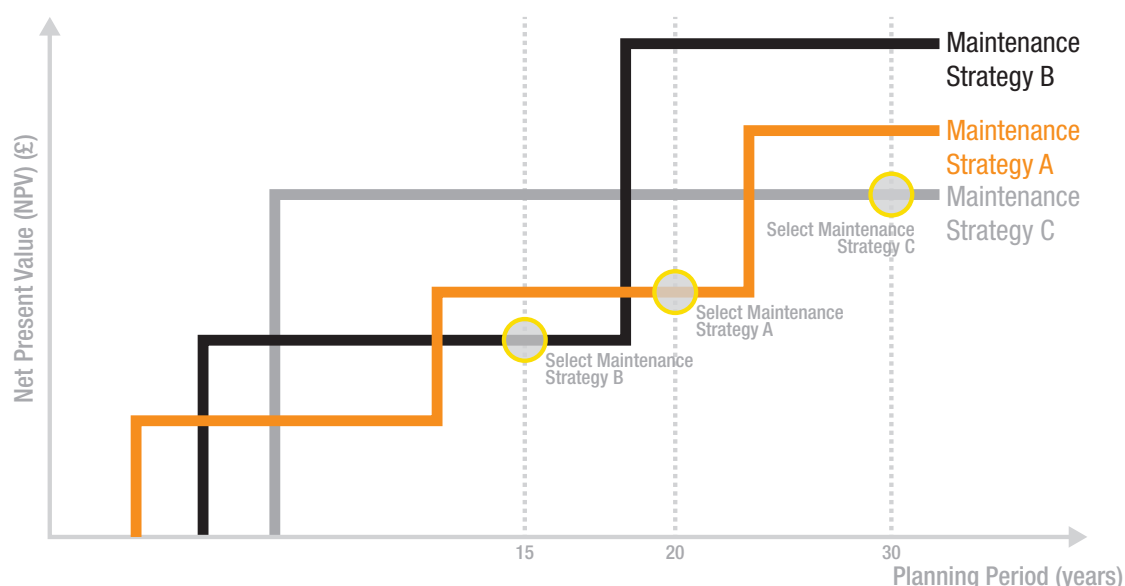 Net Present Value (NPV) (£)
Maintenance
Strategy B
Maintenance
Strategy A
Maintenance
Strategy C
Select Maintenance
Strategy C
Select Maintenance
Strategy A
Select Maintenance
Strategy B
15
20
30
Planning Period (years)